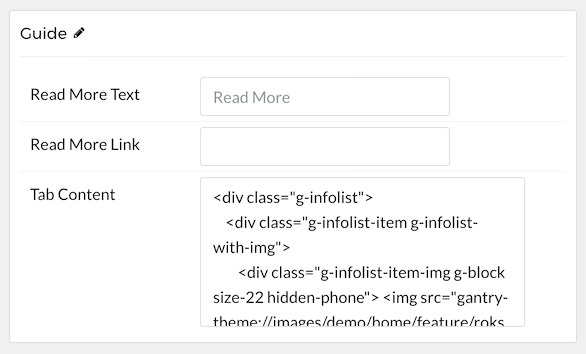 Guide
Read More Text
Read More
Read More Link
Tab Content
<div class="g-infolist">
<div class="g-infolist-item g-infolist-
with-img">
<div class="g-infolist-item-img g-block
size-22 hidden-phone"> <img src="gantry-
theme://images/demo/home/feature/roks